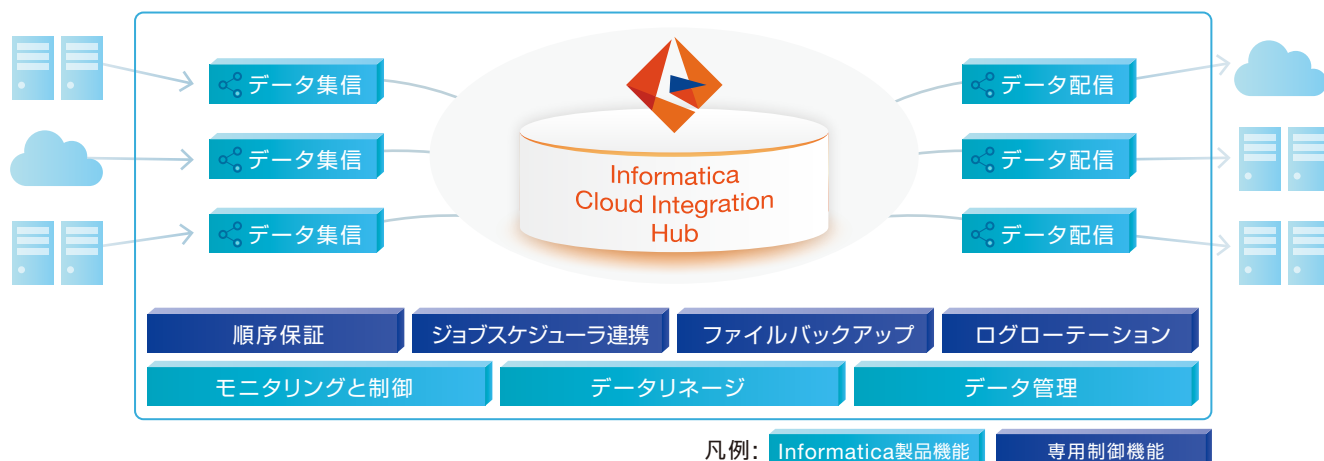 データ集信
データ配信
データ集信
データ配信
データ集信
データ配信
Informatica
Cloud Integration
Hub
順序保証
ジョブスケジューラ連携
ファイルバックアップ
ログローテーション
モニタリングと制御
データリネージ
データ管理
凡例:
Informatica製品機能
専用制御機能